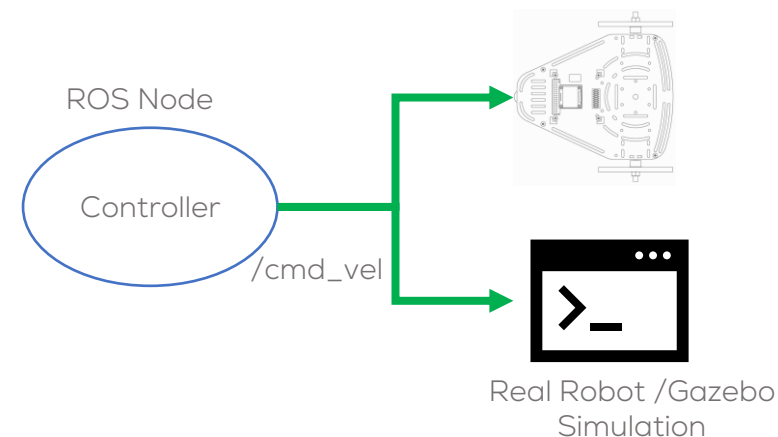 ROS Node
Controller
/cmd_vel
>_
Real Robot /Gazebo
Simulation